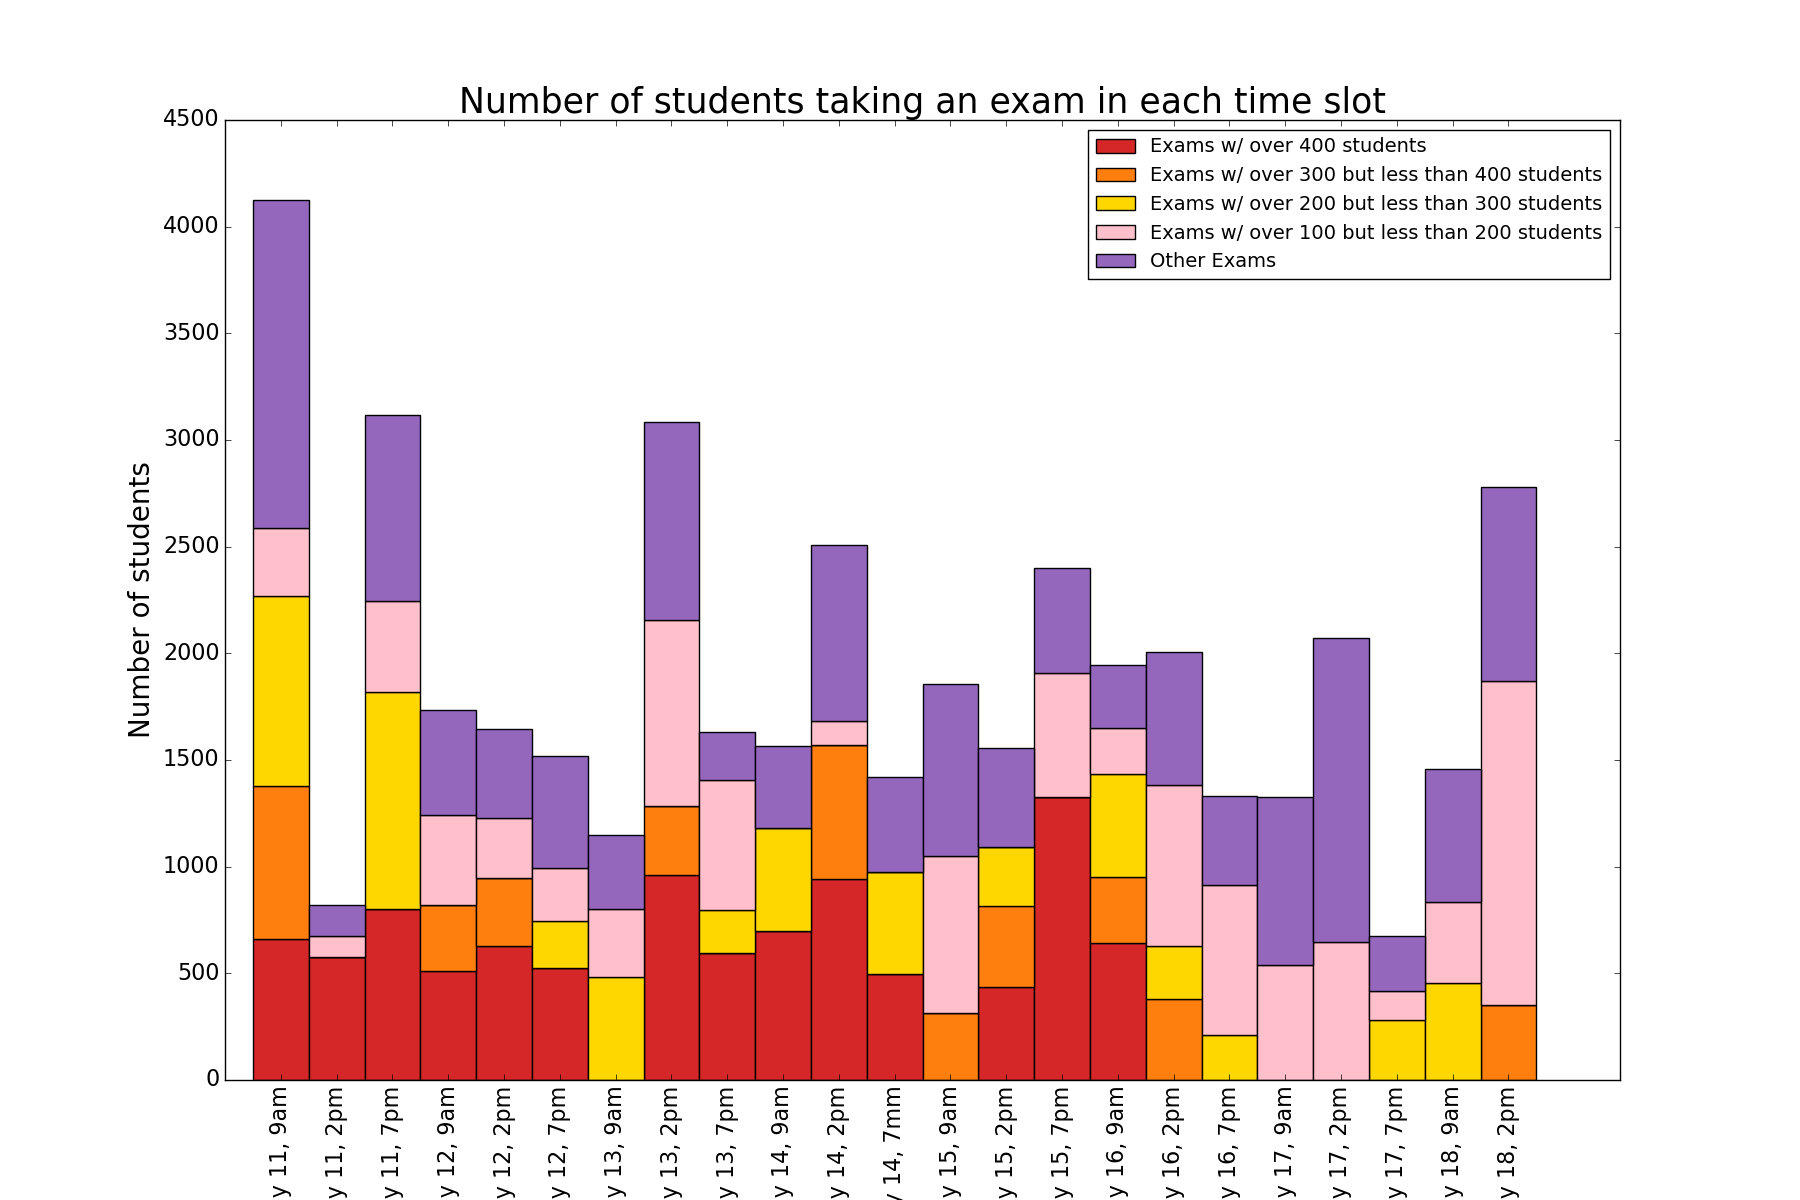 Number of students taking an exam in each time slot
Exams w/ over 400 students
Exams w/ over 300 but less than 400 students
Exams w/ over 200 but less than 300 students
Exams w/ over 100 but less than 200 students
Other Exams
Number of students
4500
4000
3500
3000
2500
2000
1500
1000
500
0
y 11, 9am
y 11, 2pm
y 11, 7pm
y 12, 9am
y 12, 2pm
y 12, 7pm
y 13, 9am
y 13, 2pm
y 13, 7pm
y 14, 9am
y 14, 2pm
y 14, 7mm
y 15, 9am
y 15, 2pm
y 15, 7pm
y 16, 9am
y 16, 2pm
y 16, 7pm
y 17, 9am
y 17, 2pm
y 17, 7pm
y 18, 9am
y 18, 2pm